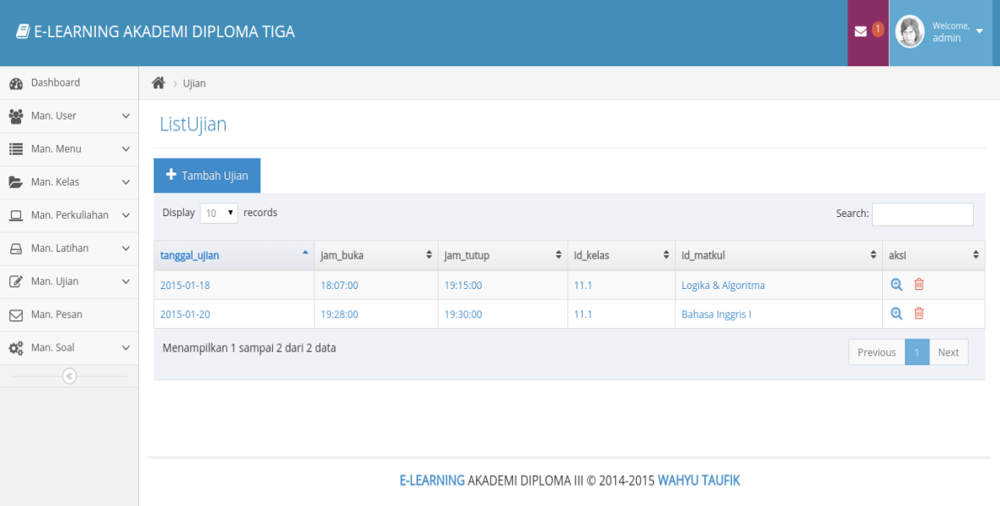 E-LEARNING AKADEMI DIPLOMA TIGA
1
Welcome,
admin
Dashboard
Man. User
Man. Menu
Man. Kelas
Man. Perkuliahan
Man. Latihan
Man. Ujian
Man. Pesan
Man. Soal
Ujian
ListUjian
Tambah Ujian
Display 10 records
Search:
tanggal_ujian jam_buka jam_tutup id_kelas id_matkul aksi
2015-01-18 18:07:00 19:15:00 11.1 Logika & Algoritma
2015-01-20 19:28:00 19:30:00 11.1 Bahasa Inggris I
Menampilkan 1 sampai 2 dari 2 data
Previous 1 Next
E-LEARNING AKADEMI DIPLOMA III © 2014-2015 WAHYU TAUFIK